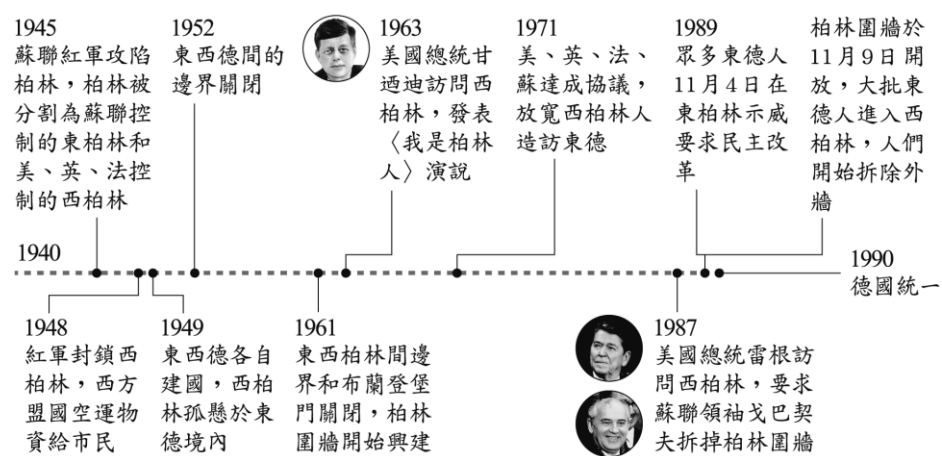 1945
蘇聯紅軍攻陷
柏林，柏林被
分割為蘇聯控
制的東柏林和
美、英、法控
制的西柏林
1952
東西德間的
邊界關閉
1963
美國總統甘
迺迪訪問西
柏林，發表
〈我是柏林
人〉演說
1971
美、英、法、
蘇達成協議，
放寬西柏林人
造訪東德
1989
眾多東德人
11月4日在
東柏林示威
要求民主改
革
柏林圍牆於
11月9日開
放，大批東
德人進入西
柏林，人們
開始拆除外
牆
1940
1990
德國統一
1948
紅軍封鎖西
柏林，西方
盟國空運物
資給市民
1949
東西德各自
建國，西柏
林孤懸於東
德境內
1961
東西柏林間邊
界和布蘭登堡
門關閉，柏林
圍牆開始興建
1987
美國總統雷根訪
問西柏林，要求
蘇聯領袖戈巴契
夫拆掉柏林圍牆